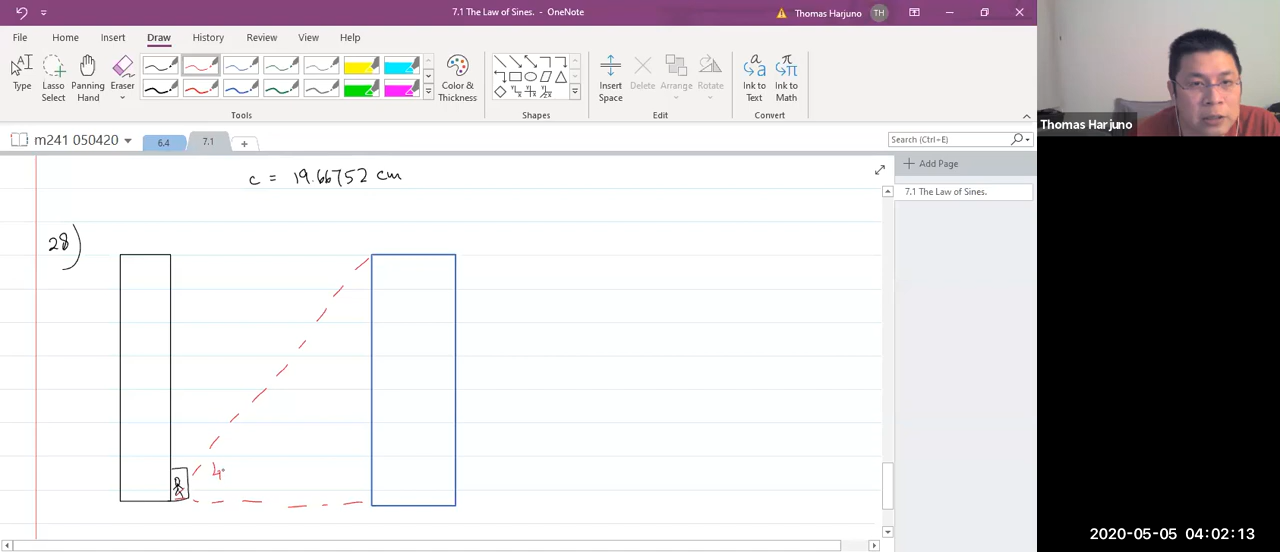 7.1 The Law of Sines. - OneNote
Thomas Harjuno
TH
File
Home
Insert
Draw
History
Review
View
Help
Type
Lasso
Select
Panning
Hand
Eraser
Color &
Thickness
Insert
Space
Delete
Arrange
Rotate
Ink to
Text
Ink to
Math
Tools
Shapes
Edit
Convert
m241 050420
6.4
7.1
Search (Ctrl+E)
Add Page
7.1 The Law of Sines.
c = 19.66752 cm
28)
Thomas Harjuno
2020-05-05 04:02:13